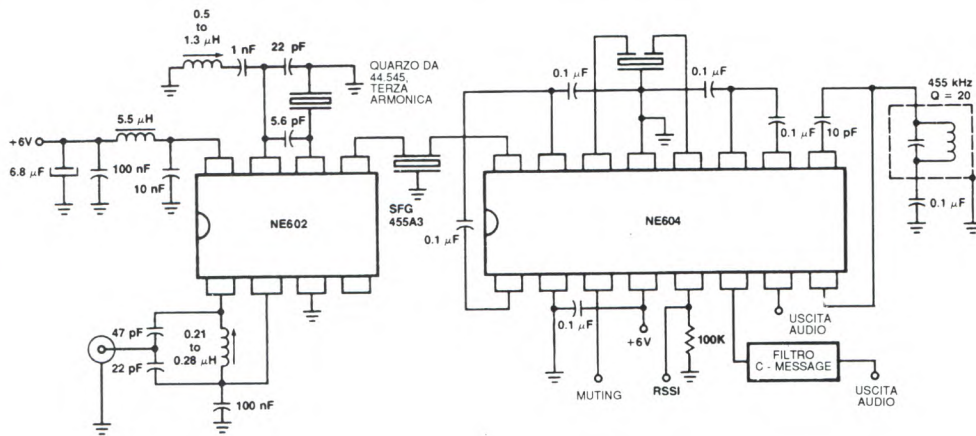 0.5
to
1.3 μH
1 nF
22 pF
QUARZO DA
44.545,
TERZA
ARMONICA
5.6 pF
5.5 μH
+6V
6.8 μF
100 nF
10 nF
NE602
SFG
455A3
47 pF
22 pF
0.21
to
0.28 μH
100 nF
0.1 μF
0.1 μF
0.1 μF
0.1 μF
10 pF
455 kHz
Q = 20
0.1 μF
NE604
0.1 μF
+6V
MUTING
RSSI
100K
USCITA
AUDIO
FILTRO
C - MESSAGE
USCITA
AUDIO